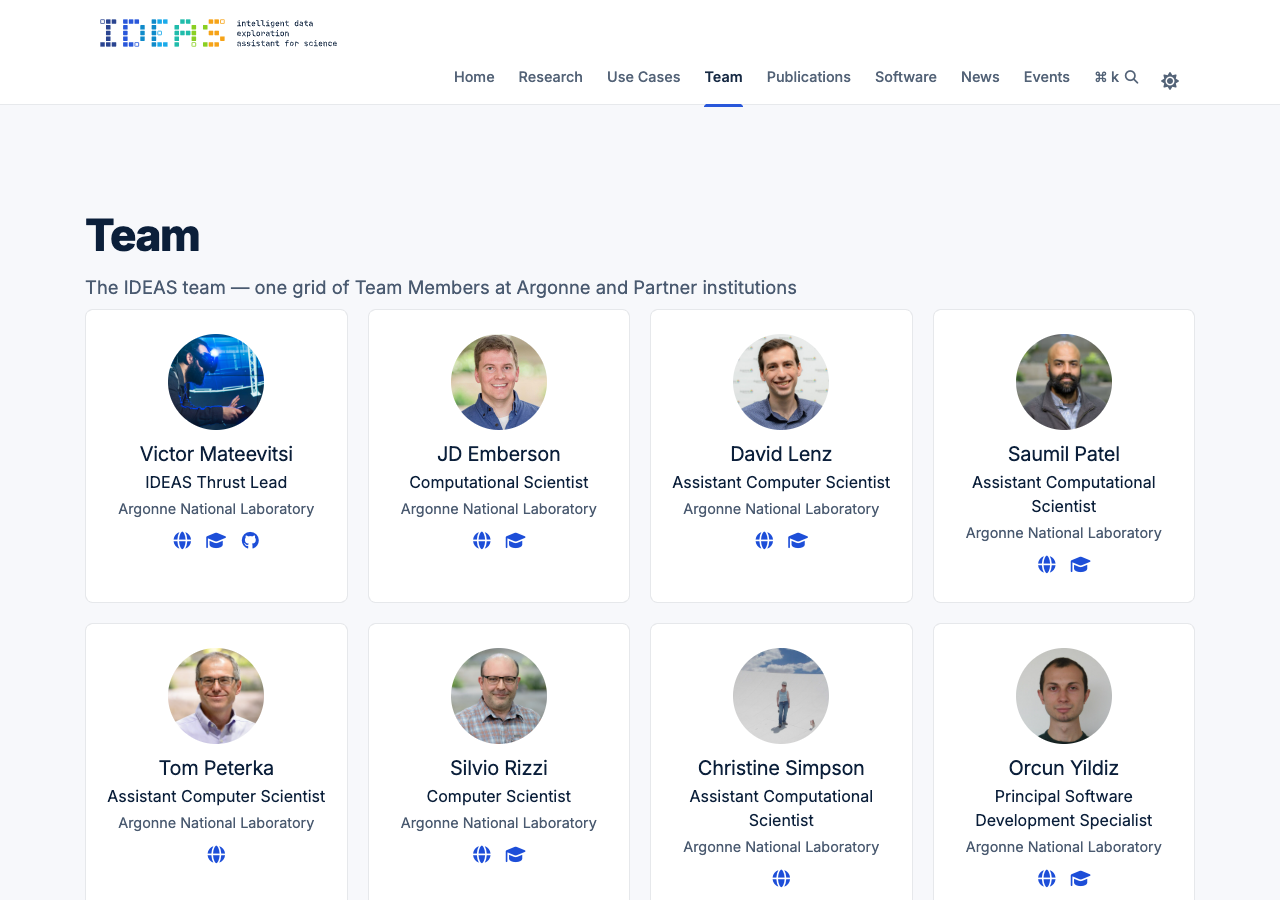 IDEAS
intelligent data
exploration
assistant for science
Home Research Use Cases Team Publications Software News Events ⌘ k
Team
The IDEAS team — one grid of Team Members at Argonne and Partner institutions
Victor Mateevitsi
IDEAS Thrust Lead
Argonne National Laboratory
JD Emberson
Computational Scientist
Argonne National Laboratory
David Lenz
Assistant Computer Scientist
Argonne National Laboratory
Saumil Patel
Assistant Computational
Scientist
Argonne National Laboratory
Tom Peterka
Assistant Computer Scientist
Argonne National Laboratory
Silvio Rizzi
Computer Scientist
Argonne National Laboratory
Christine Simpson
Assistant Computational
Scientist
Argonne National Laboratory
Orcun Yildiz
Principal Software
Development Specialist
Argonne National Laboratory